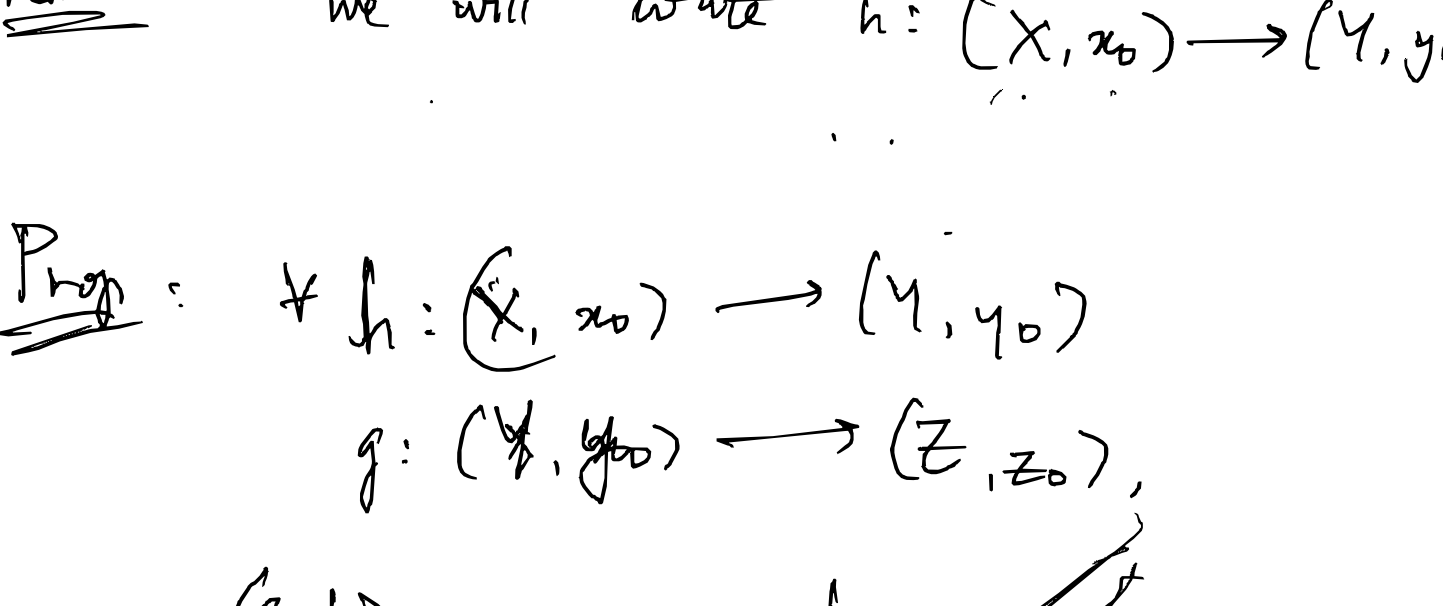 we will write h: (X, x₀) → (Y, y
Prop: ∀ h: (X, x₀) → (Y, y₀)
g: (Y, y₀) → (Z, z₀),